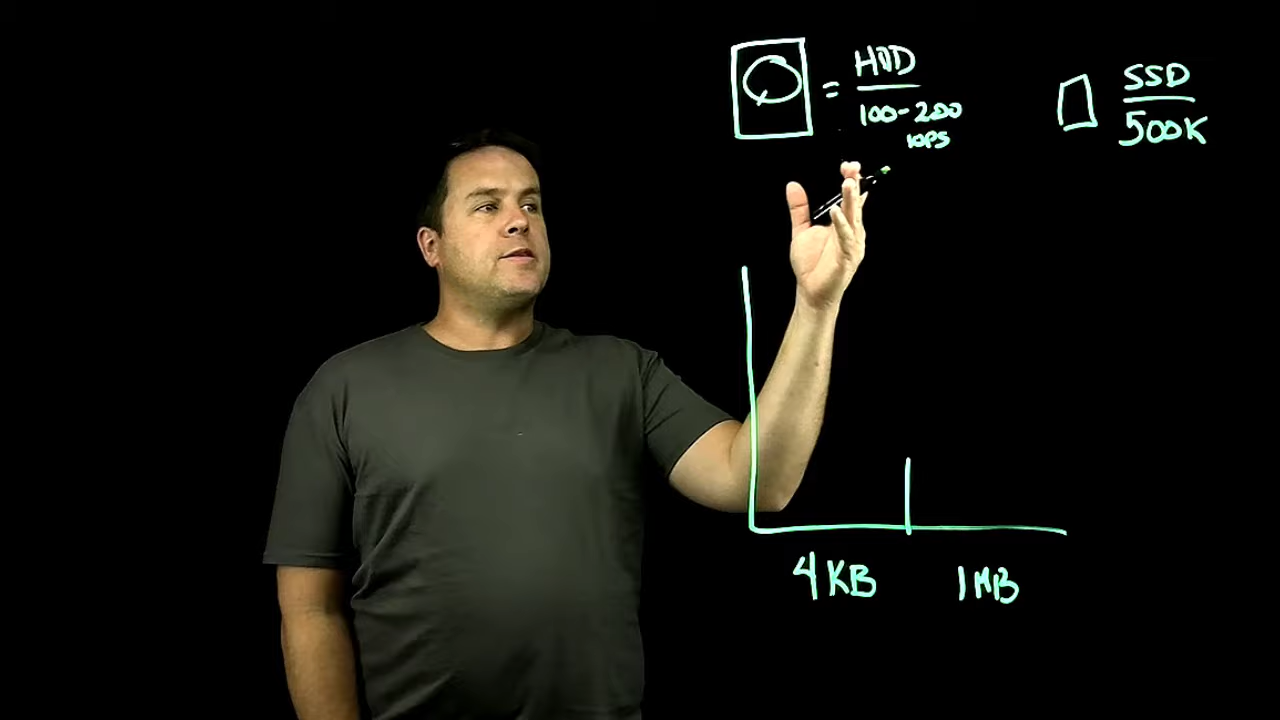 = HDD
100-200
IOPS
SSD
500K
4KB
1MB